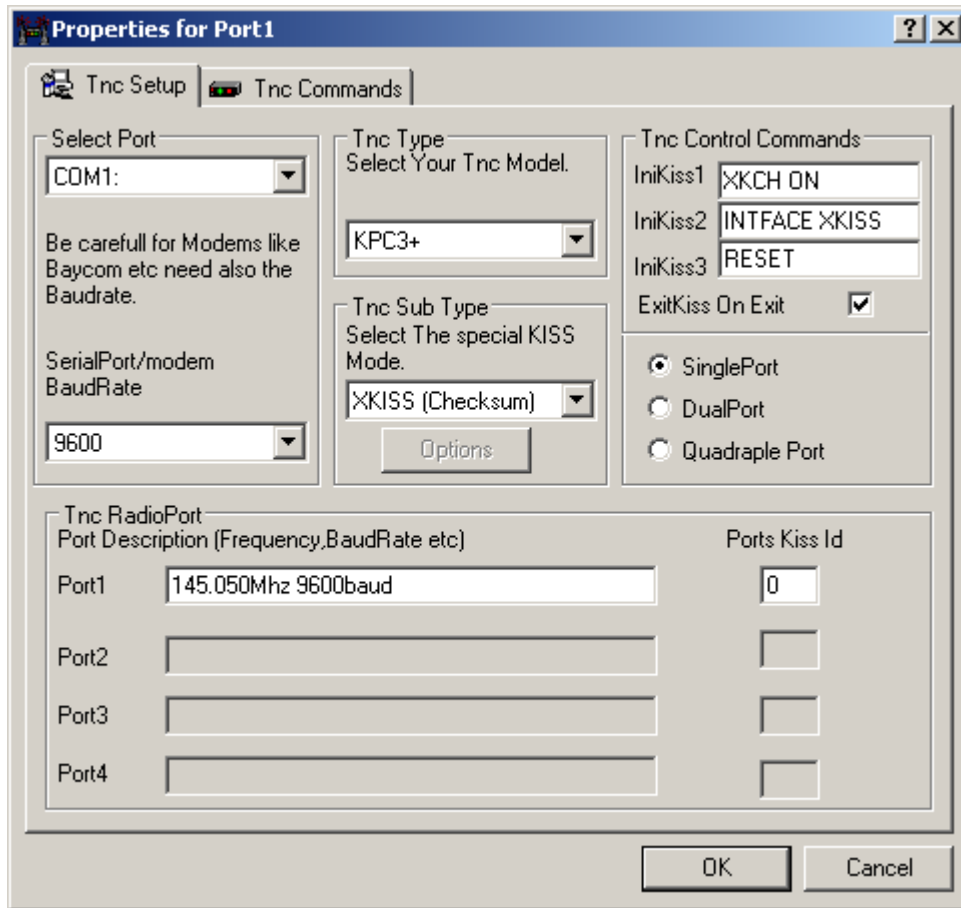 Properties for Port1
Tnc Setup
Tnc Commands
Select Port
COM1:
Be carefull for Modems like
Baycom etc need also the
Baudrate.
SerialPort/modem
BaudRate
9600
Tnc Type
Select Your Tnc Model.
KPC3+
Tnc Sub Type
Select The special KISS
Mode.
XKISS (Checksum)
Options
Tnc Control Commands
IniKiss1 XKCH ON
IniKiss2 INTFACE XKISS
IniKiss3 RESET
ExitKiss On Exit
SinglePort
DualPort
Quadraple Port
Tnc RadioPort
Port Description (Frequency,BaudRate etc) Ports Kiss Id
Port1 145.050Mhz 9600baud 0
Port2
Port3
Port4
OK Cancel